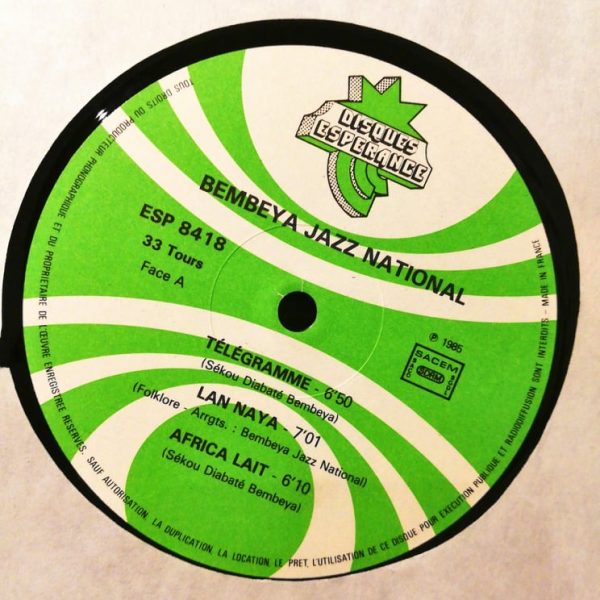 DISQUES
ESPERANCE
BEMBEYA JAZZ NATIONAL
ESP 8418
33 Tours
Face A
℗ 1985
SACEM
SDRM
TÉLÉGRAMME - 6'50
(Sékou Diabaté Bembeya)
LAN NAYA - 7'01
(Folklore - Arrgts. : Bembeya Jazz National)
AFRICA LAIT - 6'10
(Sékou Diabaté Bembeya)
TOUS DROITS DU PRODUCTEUR PHONOGRAPHIQUE ET DU PROPRIETAIRE DE L'ŒUVRE ENREGISTREE RESERVES. SAUF AUTORISATION, LA DUPLICATION, LA LOCATION, LE PRET, L'UTILISATION DE CE DISQUE POUR EXECUTION PUBLIQUE ET RADIODIFFUSION SONT INTERDITS - MADE IN FRANCE